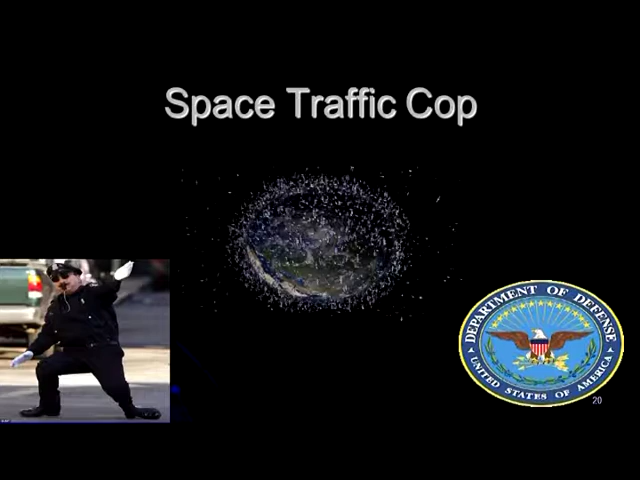 Space Traffic Cop
DEPARTMENT OF DEFENSE
UNITED STATES OF AMERICA
20